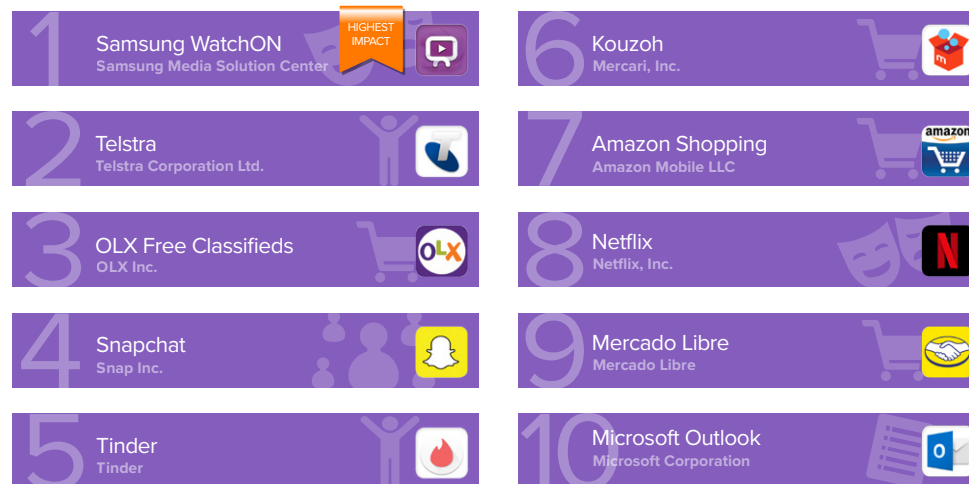 1
Samsung WatchON
Samsung Media Solution Center
HIGHEST
IMPACT
2
Telstra
Telstra Corporation Ltd.
T
3
OLX Free Classifieds
OLX Inc.
OLX
4
Snapchat
Snap Inc.
5
Tinder
Tinder
6
Kouzoh
Mercari, Inc.
m
7
Amazon Shopping
Amazon Mobile LLC
amazon
8
Netflix
Netflix, Inc.
N
9
Mercado Libre
Mercado Libre
10
Microsoft Outlook
Microsoft Corporation
O